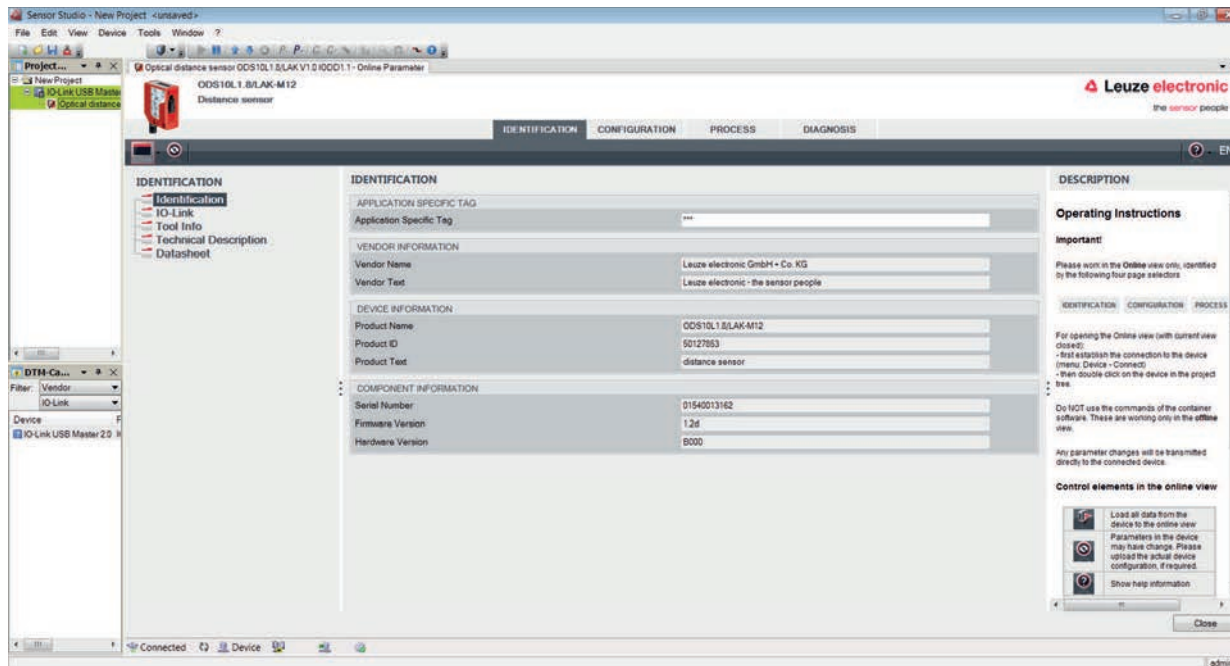 Sensor Studio - New Project <unsaved>
File Edit View Device Tools Window ?
Project...
New Project
IO-Link USB Master
Optical distance
Optical distance sensor ODS10L1.8/LAK V1.0 IODD1.1 - Online Parameter
ODS10L1.8/LAK-M12
Distance sensor
Leuze electronic
the sensor people
IDENTIFICATION CONFIGURATION PROCESS DIAGNOSIS
EN
IDENTIFICATION
Identification
IO-Link
Tool Info
Technical Description
Datasheet
IDENTIFICATION
APPLICATION SPECIFIC TAG
Application Specific Tag ***
VENDOR INFORMATION
Vendor Name Leuze electronic GmbH + Co. KG
Vendor Text Leuze electronic - the sensor people
DEVICE INFORMATION
Product Name ODS10L1.8/LAK-M12
Product ID 50127853
Product Text distance sensor
COMPONENT INFORMATION
Serial Number 01540013162
Firmware Version 1.2d
Hardware Version B000
DESCRIPTION
Operating Instructions
Important!
Please work in the Online view only, identified
by the following four page selectors
IDENTIFICATION CONFIGURATION PROCESS
For opening the Online view (with current view
closed):
- first establish the connection to the device
(menu: Device - Connect)
- then double click on the device in the project
tree.
Do NOT use the commands of the container
software. These are working only in the offline
view.
Any parameter changes will be transmitted
directly to the connected device.
Control elements in the online view
Load all data from the
device to the online view
Parameters in the device
may have change. Please
upload the actual device
configuration, if required.
Show help information
Close
DTM-Ca...
Filter: Vendor
IO-Link
Device
IO-Link USB Master 2.0
Connected Device